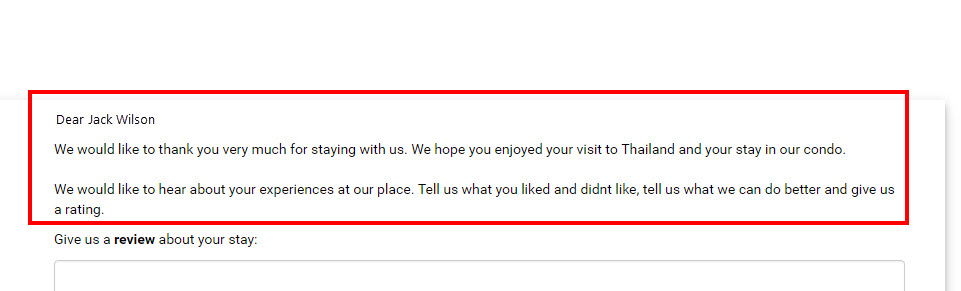 Dear Jack Wilson
We would like to thank you very much for staying with us. We hope you enjoyed your visit to Thailand and your stay in our condo.
We would like to hear about your experiences at our place. Tell us what you liked and didnt like, tell us what we can do better and give us
a rating.
Give us a review about your stay: